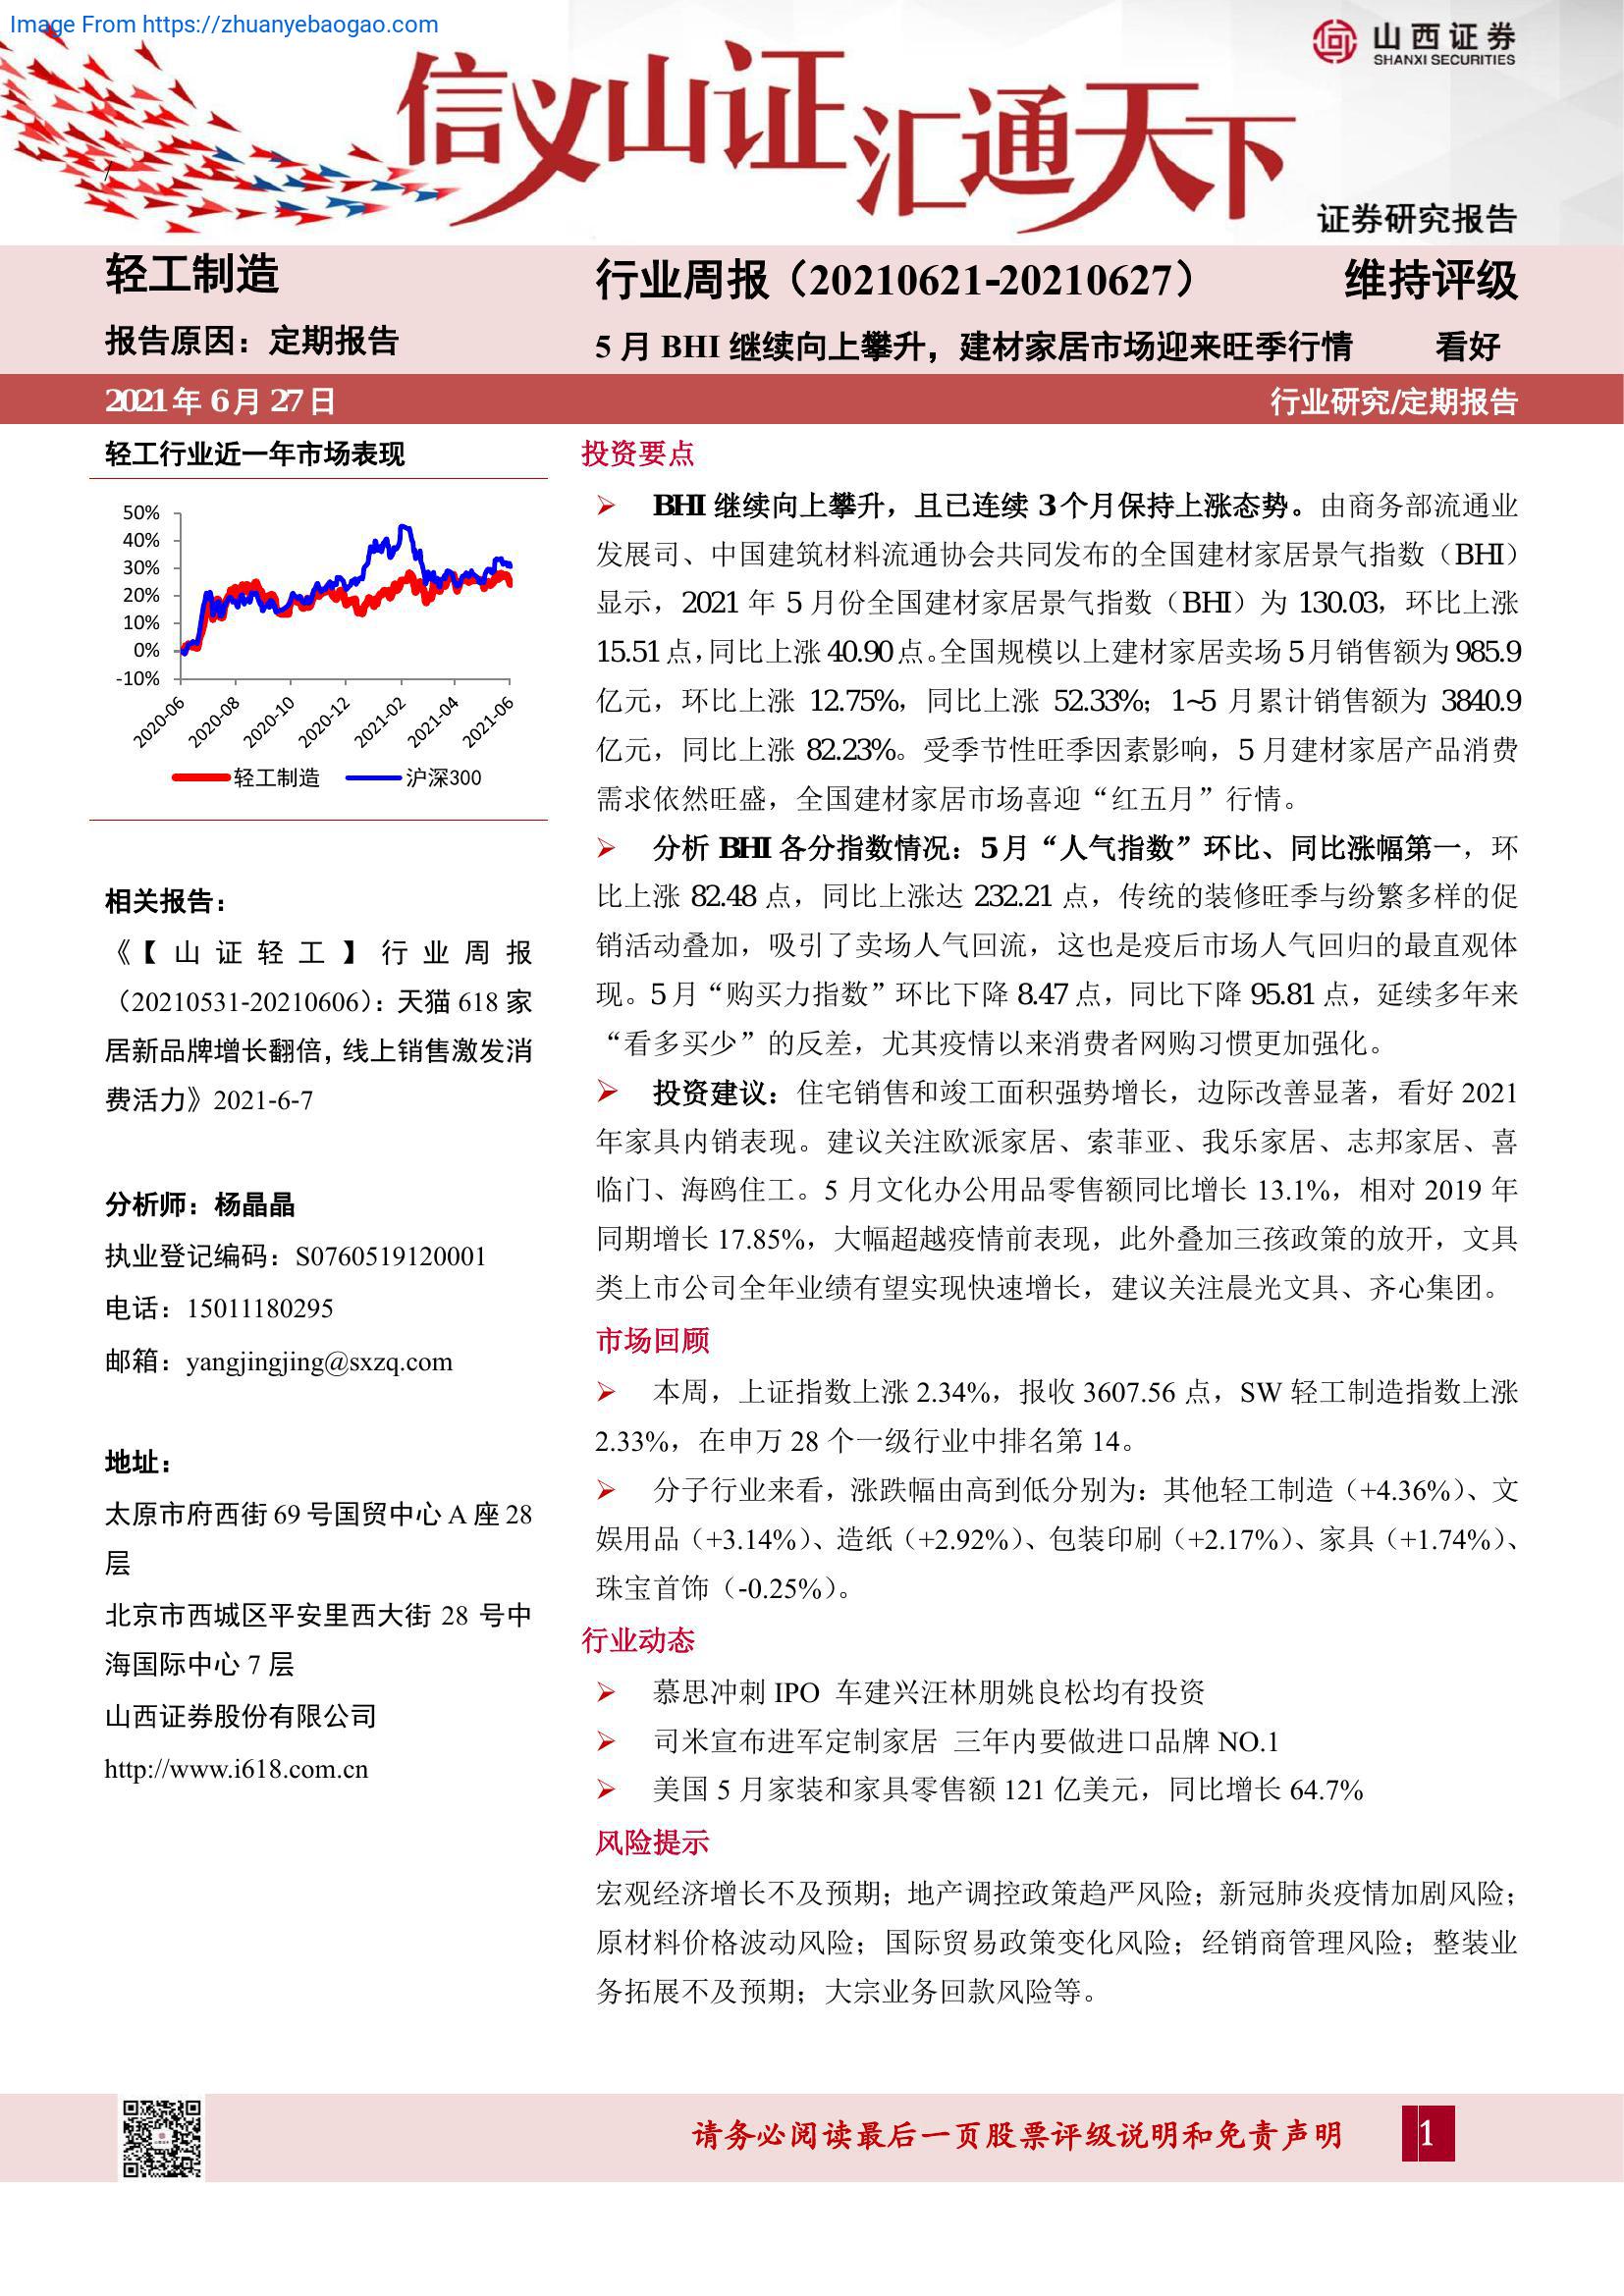 Image From https://zhuanyebaogao.com
山西证券
SHANXI SECURITIES
信义山证汇通天下
证券研究报告
轻工制造
行业周报（20210621-20210627） 维持评级
报告原因：定期报告
5 月 BHI 继续向上攀升，建材家居市场迎来旺季行情 看好
2021 年 6 月 27 日 行业研究/定期报告
轻工行业近一年市场表现
50%
40%
30%
20%
10%
0%
-10%
2020-06 2020-08 2020-10 2020-12 2021-02 2021-04 2021-06
轻工制造 沪深300
相关报告：
《【山证轻工】行业周报
（20210531-20210606）：天猫 618 家
居新品牌增长翻倍，线上销售激发消
费活力》2021-6-7
分析师：杨晶晶
执业登记编码：S0760519120001
电话：15011180295
邮箱：yangjingjing@sxzq.com
地址：
太原市府西街 69 号国贸中心 A 座 28
层
北京市西城区平安里西大街 28 号中
海国际中心 7 层
山西证券股份有限公司
http://www.i618.com.cn
投资要点
➢ BHI 继续向上攀升，且已连续 3 个月保持上涨态势。由商务部流通业
发展司、中国建筑材料流通协会共同发布的全国建材家居景气指数（BHI）
显示，2021 年 5 月份全国建材家居景气指数（BHI）为 130.03，环比上涨
15.51 点，同比上涨 40.90 点。全国规模以上建材家居卖场 5 月销售额为 985.9
亿元，环比上涨 12.75%，同比上涨 52.33%；1~5 月累计销售额为 3840.9
亿元，同比上涨 82.23%。受季节性旺季因素影响，5 月建材家居产品消费
需求依然旺盛，全国建材家居市场喜迎“红五月”行情。
➢ 分析 BHI 各分指数情况：5 月“人气指数”环比、同比涨幅第一，环
比上涨 82.48 点，同比上涨达 232.21 点，传统的装修旺季与纷繁多样的促
销活动叠加，吸引了卖场人气回流，这也是疫后市场人气回归的最直观体
现。5 月“购买力指数”环比下降 8.47 点，同比下降 95.81 点，延续多年来
“看多买少”的反差，尤其疫情以来消费者网购习惯更加强化。
➢ 投资建议：住宅销售和竣工面积强势增长，边际改善显著，看好 2021
年家具内销表现。建议关注欧派家居、索菲亚、我乐家居、志邦家居、喜
临门、海鸥住工。5 月文化办公用品零售额同比增长 13.1%，相对 2019 年
同期增长 17.85%，大幅超越疫情前表现，此外叠加三孩政策的放开，文具
类上市公司全年业绩有望实现快速增长，建议关注晨光文具、齐心集团。
市场回顾
➢ 本周，上证指数上涨 2.34%，报收 3607.56 点，SW 轻工制造指数上涨
2.33%，在申万 28 个一级行业中排名第 14。
➢ 分子行业来看，涨跌幅由高到低分别为：其他轻工制造（+4.36%）、文
娱用品（+3.14%）、造纸（+2.92%）、包装印刷（+2.17%）、家具（+1.74%）、
珠宝首饰（-0.25%）。
行业动态
➢ 慕思冲刺 IPO 车建兴汪林朋姚良松均有投资
➢ 司米宣布进军定制家居 三年内要做进口品牌 NO.1
➢ 美国 5 月家装和家具零售额 121 亿美元，同比增长 64.7%
风险提示
宏观经济增长不及预期；地产调控政策趋严风险；新冠肺炎疫情加剧风险；
原材料价格波动风险；国际贸易政策变化风险；经销商管理风险；整装业
务拓展不及预期；大宗业务回款风险等。
请务必阅读最后一页股票评级说明和免责声明 1